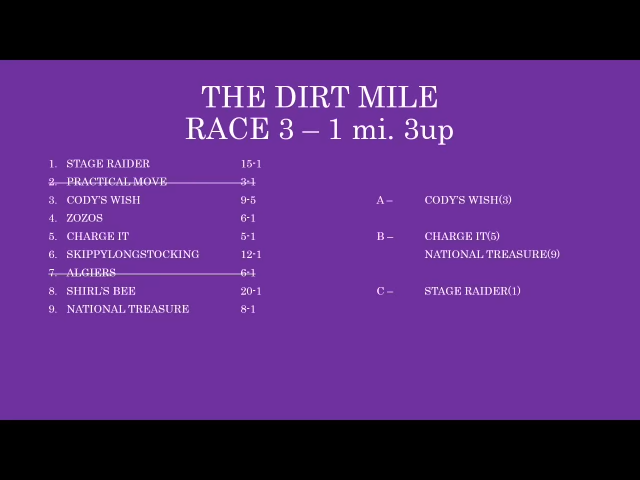 THE DIRT MILE
RACE 3 – 1 mi. 3up
1. STAGE RAIDER 15-1
2. PRACTICAL MOVE 3-1
3. CODY'S WISH 9-5 A – CODY'S WISH(3)
4. ZOZOS 6-1
5. CHARGE IT 5-1 B – CHARGE IT(5)
6. SKIPPYLONGSTOCKING 12-1 NATIONAL TREASURE(9)
7. ALGIERS 6-1
8. SHIRL'S BEE 20-1 C – STAGE RAIDER(1)
9. NATIONAL TREASURE 8-1